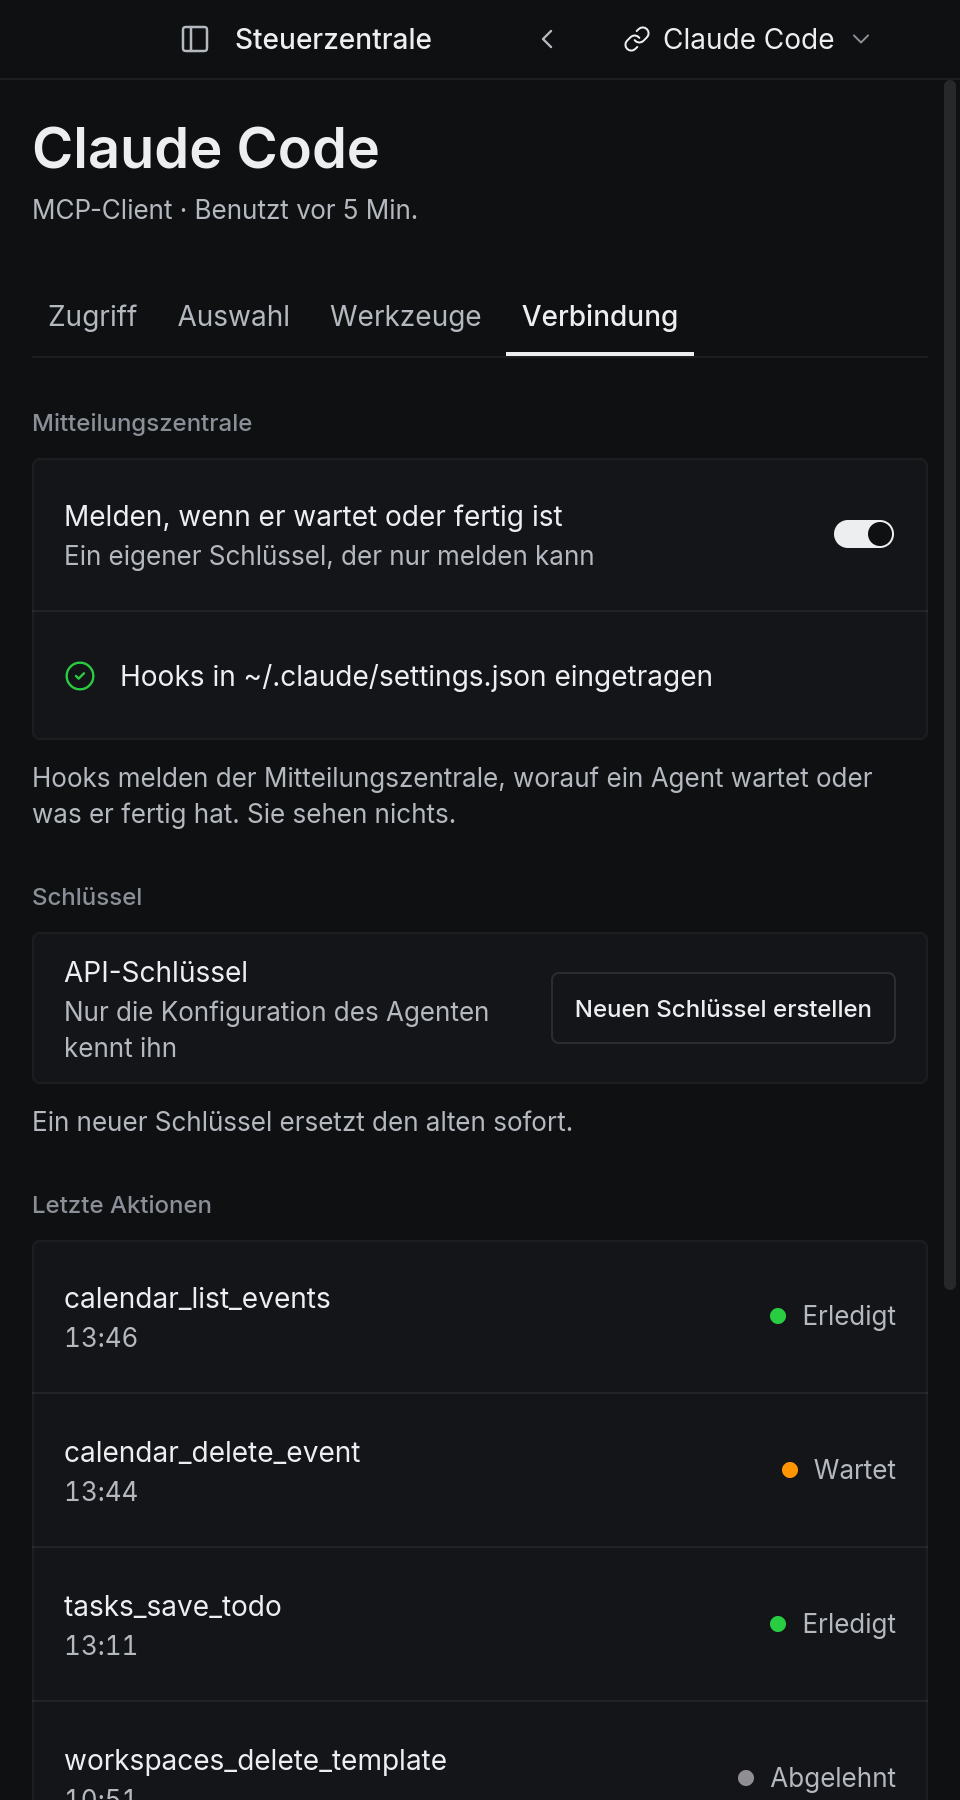 Steuerzentrale
Claude Code
Claude Code
MCP-Client · Benutzt vor 5 Min.
Zugriff
Auswahl
Werkzeuge
Verbindung
Mitteilungszentrale
Melden, wenn er wartet oder fertig ist
Ein eigener Schlüssel, der nur melden kann
Hooks in ~/.claude/settings.json eingetragen
Hooks melden der Mitteilungszentrale, worauf ein Agent wartet oder
was er fertig hat. Sie sehen nichts.
Schlüssel
API-Schlüssel
Nur die Konfiguration des Agenten
kennt ihn
Neuen Schlüssel erstellen
Ein neuer Schlüssel ersetzt den alten sofort.
Letzte Aktionen
calendar_list_events
13:46
Erledigt
calendar_delete_event
13:44
Wartet
tasks_save_todo
13:11
Erledigt
workspaces_delete_template
10:51
Abgelehnt